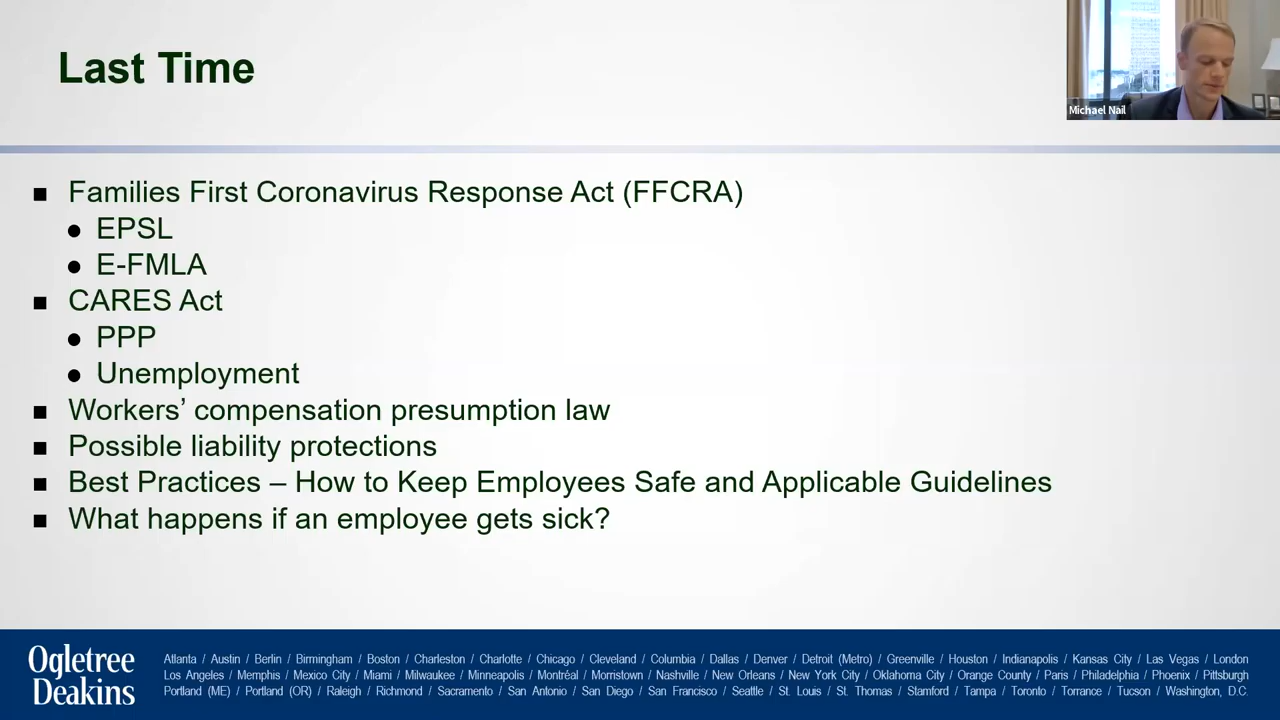 Last Time
Michael Nail
Families First Coronavirus Response Act (FFCRA)
EPSL
E-FMLA
CARES Act
PPP
Unemployment
Workers’ compensation presumption law
Possible liability protections
Best Practices – How to Keep Employees Safe and Applicable Guidelines
What happens if an employee gets sick?
Ogletree
Deakins
Atlanta / Austin / Berlin / Birmingham / Boston / Charleston / Charlotte / Chicago / Cleveland / Columbia / Dallas / Denver / Detroit (Metro) / Greenville / Houston / Indianapolis / Kansas City / Las Vegas / London
Los Angeles / Memphis / Mexico City / Miami / Milwaukee / Minneapolis / Montréal / Morristown / Nashville / New Orleans / New York City / Oklahoma City / Orange County / Paris / Philadelphia / Phoenix / Pittsburgh
Portland (ME) / Portland (OR) / Raleigh / Richmond / Sacramento / San Antonio / San Diego / San Francisco / Seattle / St. Louis / St. Thomas / Stamford / Tampa / Toronto / Torrance / Tucson / Washington, D.C.